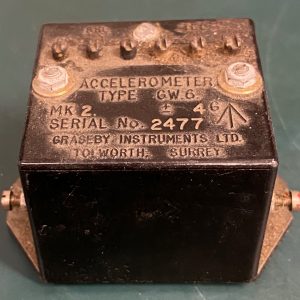 ACCELEROMETER
TYPE GW.6
MK 2 ± 4G
SERIAL No. 2477
GRASEBY INSTRUMENTS LTD.
TOLWORTH, SURREY